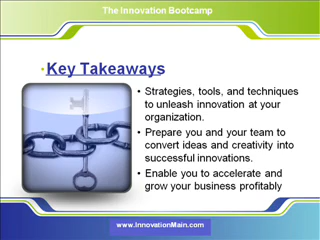 The Innovation Bootcamp
• Key Takeaways
• Strategies, tools, and techniques
to unleash innovation at your
organization.
• Prepare you and your team to
convert ideas and creativity into
successful innovations.
• Enable you to accelerate and
grow your business profitably
www.InnovationMain.com